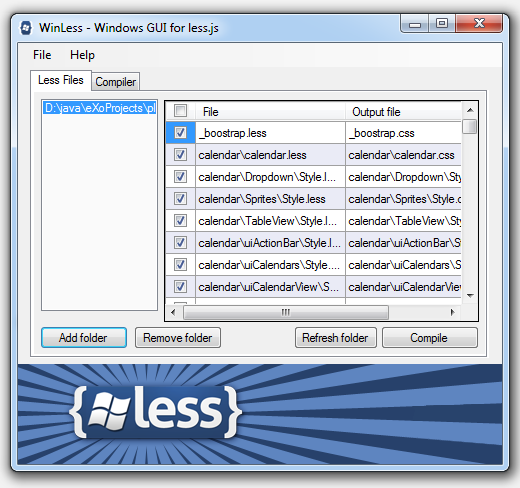 WinLess - Windows GUI for less.js
File Help
Less Files Compiler
D:\java\eXoProjects\pl
File Output file
_boostrap.less _boostrap.css
calendar\calendar.less calendar\calendar.css
calendar\Dropdown\Style.l... calendar\Dropdown\Sty
calendar\Sprites\Style.less calendar\Sprites\Style.c
calendar\TableView\Style.l... calendar\TableView\St
calendar\uiActionBar\Style.l... calendar\uiActionBar\S
calendar\uiCalendars\Style.... calendar\uiCalendars\S
calendar\uiCalendarView\S... calendar\uiCalendarView
Add folder Remove folder Refresh folder Compile
{less}